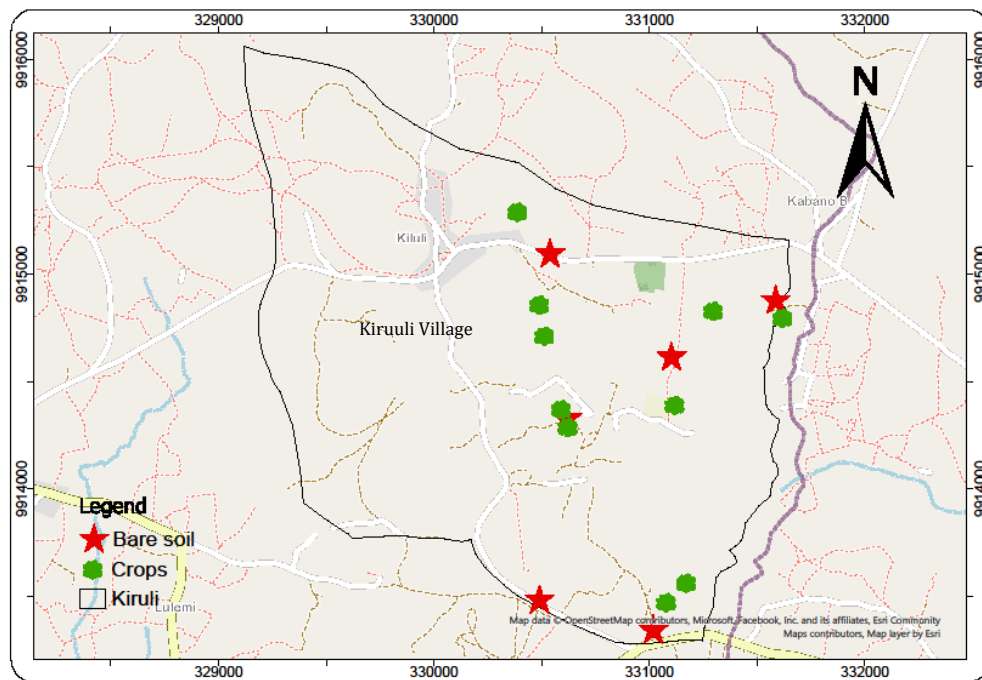 329000 330000 331000 332000
9916000 9916000
N
Kabano B
Kiluli
9915000 9915000
Kiruuli Village
9914000 9914000
Legend
Bare soil
Crops
Kiruli
Lulemi
Map data © OpenStreetMap contributors, Microsoft, Facebook, Inc. and its affiliates, Esri Community
Maps contributors, Map layer by Esri
329000 330000 331000 332000